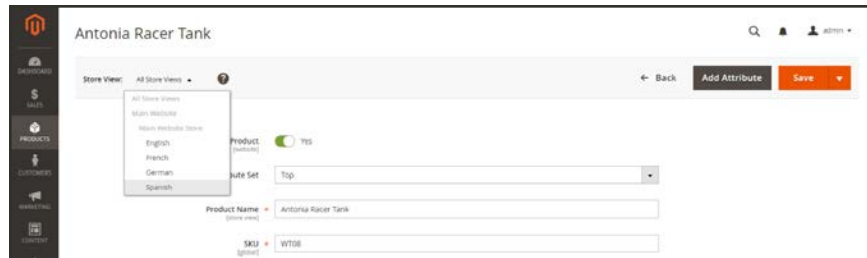 Antonia Racer Tank
admin
DASHBOARD
SALES
PRODUCTS
CUSTOMERS
MARKETING
CONTENT
Store View: All Store Views
Back
Add Attribute
Save
All Store Views
Main Website
Main Website Store
English
French
German
Spanish
Product
[website]
Yes
ute Set
Top
Product Name *
[store view]
Antonia Racer Tank
SKU *
[global]
WT08